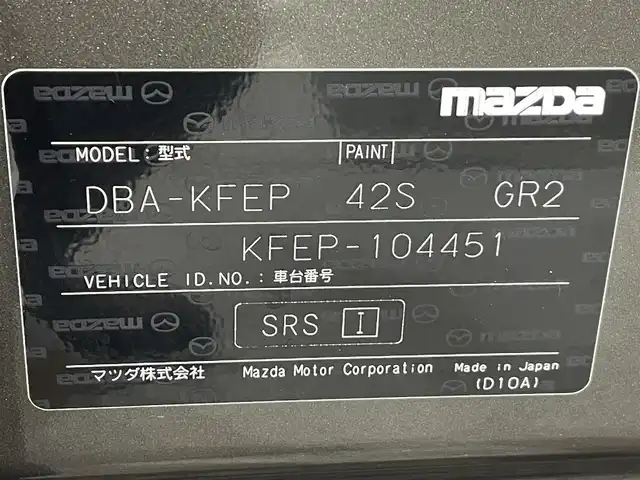 mazda
MODEL : 型式 PAINT
DBA-KFEP 42S GR2
KFEP-104451
VEHICLE ID.NO. : 車台番号
SRS I
マツダ株式会社 Mazda Motor Corporation Made in Japan
(D10A)